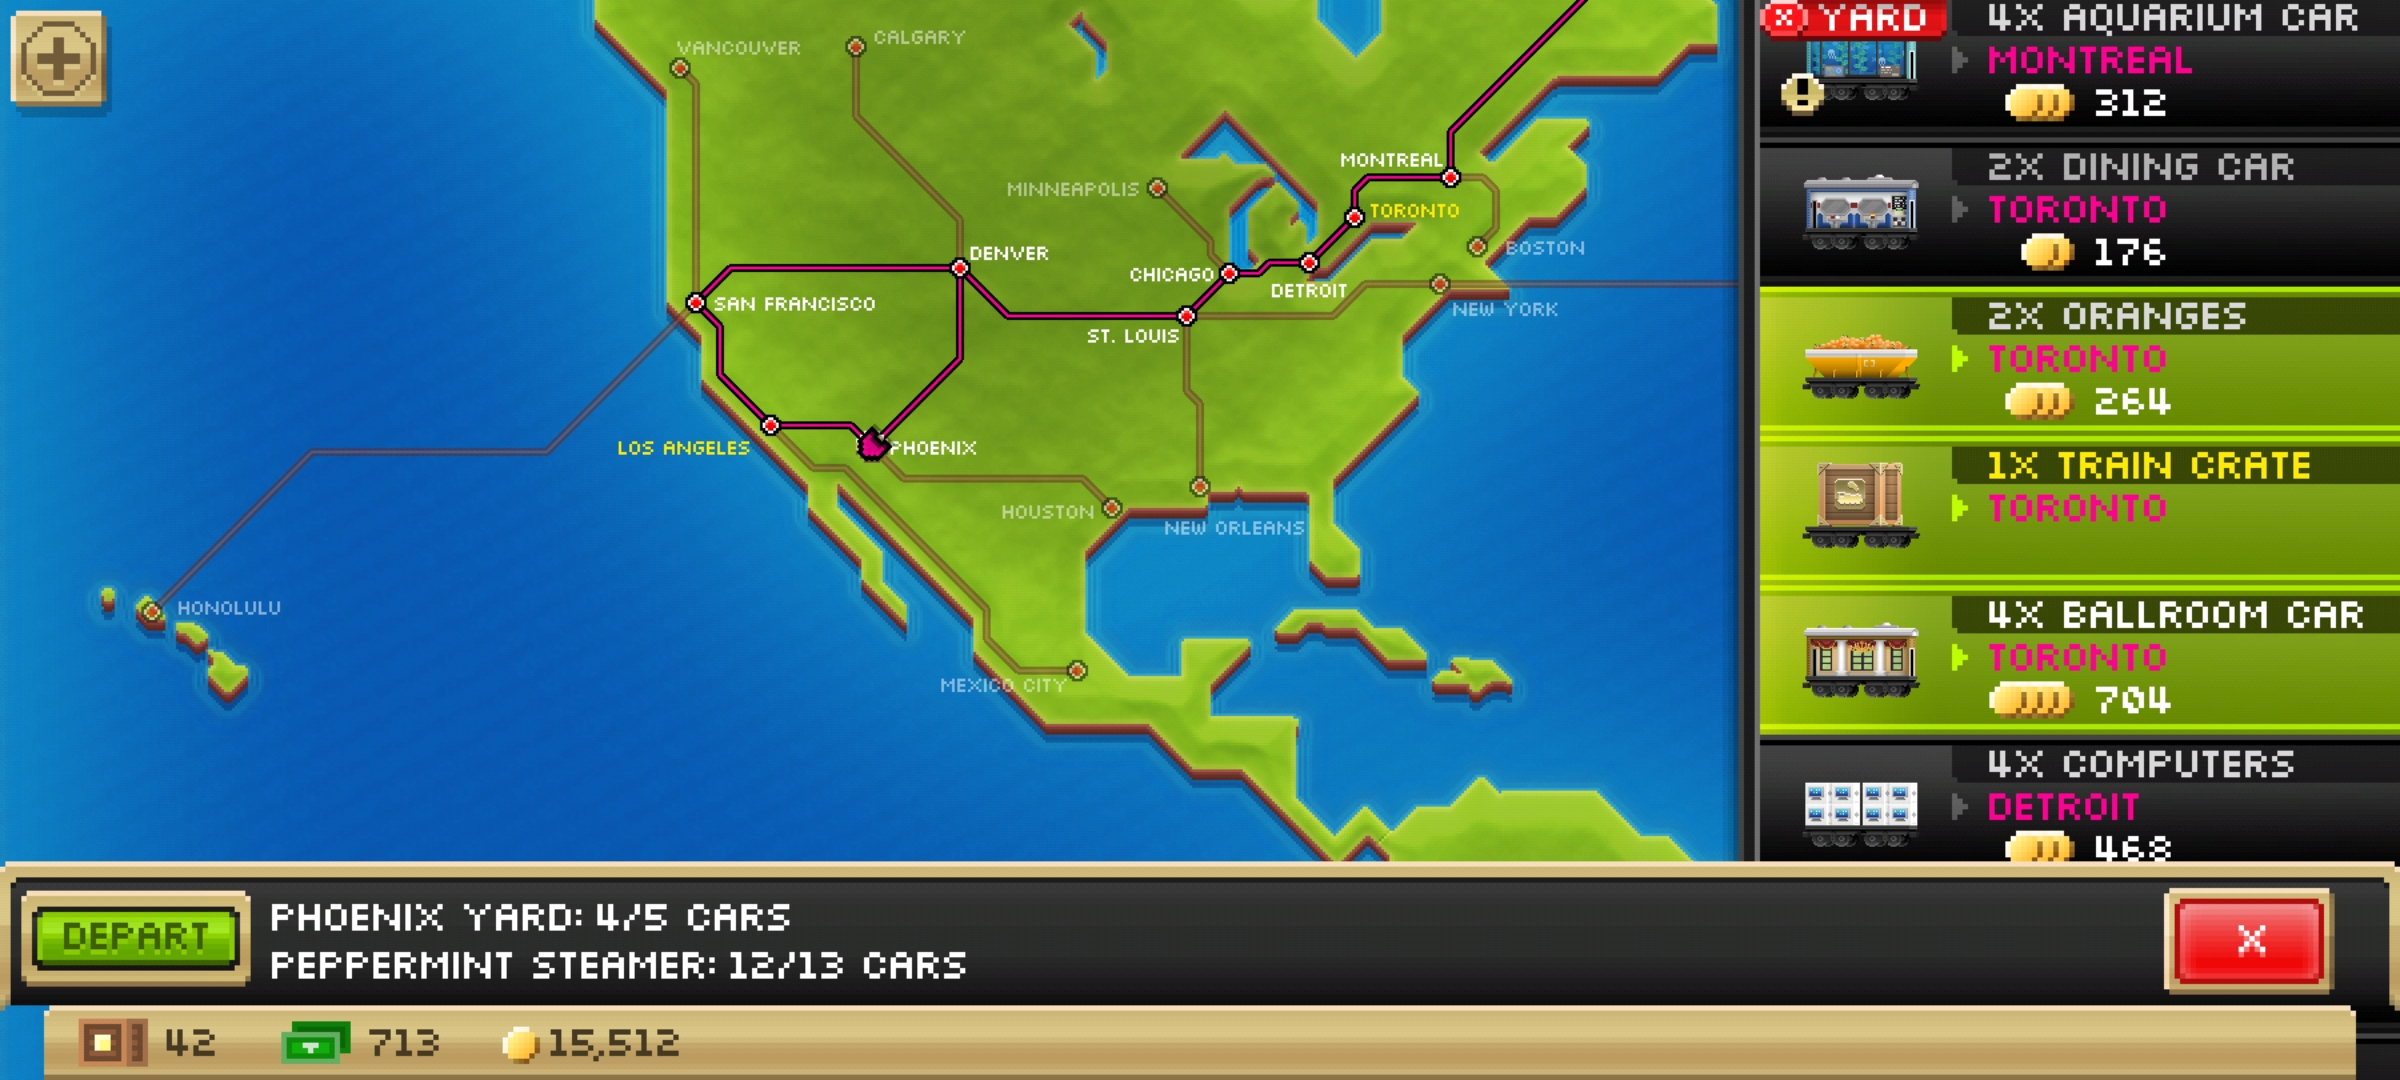 VANCOUVER
CALGARY
MINNEAPOLIS
MONTREAL
TORONTO
BOSTON
DENVER
CHICAGO
DETROIT
SAN FRANCISCO
NEW YORK
ST. LOUIS
LOS ANGELES
PHOENIX
HOUSTON
NEW ORLEANS
HONOLULU
MEXICO CITY
X YARD
4X AQUARIUM CAR
MONTREAL
! 312
2X DINING CAR
TORONTO
176
2X ORANGES
TORONTO
264
1X TRAIN CRATE
TORONTO
4X BALLROOM CAR
TORONTO
704
4X COMPUTERS
DETROIT
468
DEPART
PHOENIX YARD: 4/5 CARS
PEPPERMINT STEAMER: 12/13 CARS
X
42
713
15,512